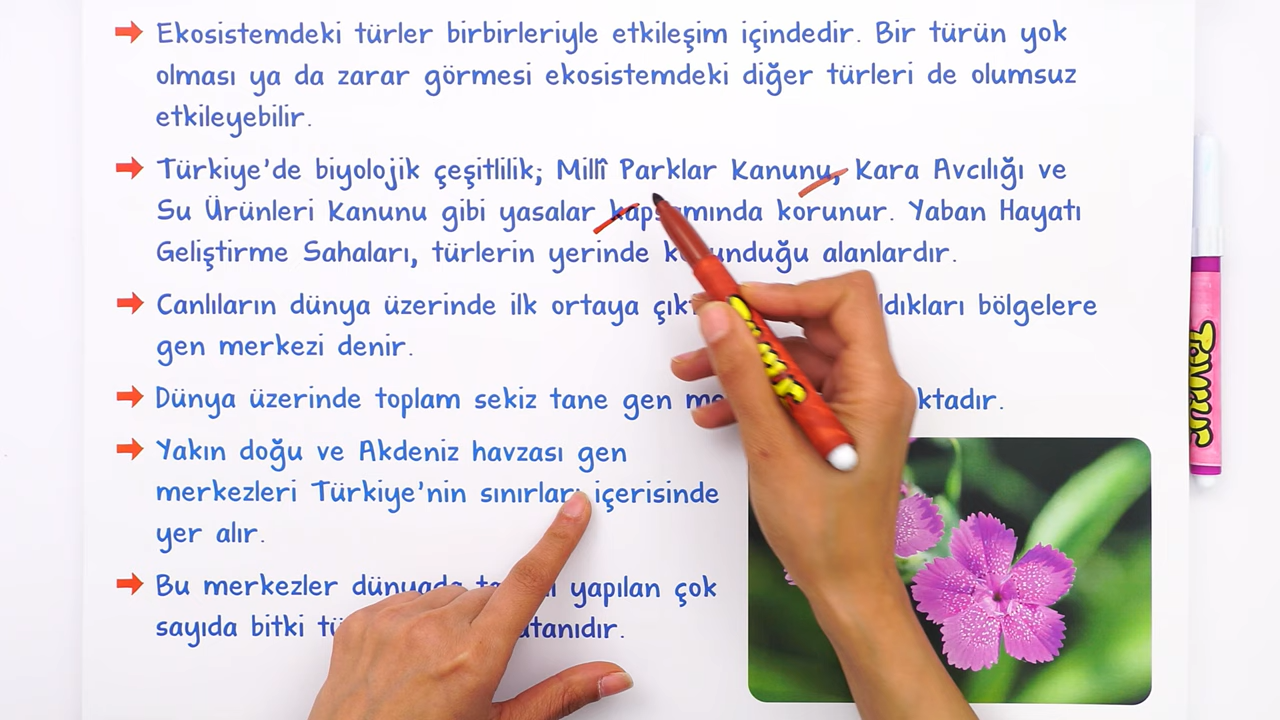 Ekosistemdeki türler birbirleriyle etkileşim içindedir. Bir türün yok
olması ya da zarar görmesi ekosistemdeki diğer türleri de olumsuz
etkileyebilir.
Türkiye'de biyolojik çeşitlilik; Millî Parklar Kanunu, Kara Avcılığı ve
Su Ürünleri Kanunu gibi yasalar kapsamında korunur. Yaban Hayatı
Geliştirme Sahaları, türlerin yerinde korunduğu alanlardır.
Canlıların dünya üzerinde ilk ortaya bölgelere
gen merkezi denir.
Dünya üzerinde toplam sekiz tane gen
Yakın doğu ve Akdeniz havzası gen
merkezleri Türkiye'nin sınırları içerisinde
yer alır.
Bu merkezler dünyada yapılan çok
sayıda bitki